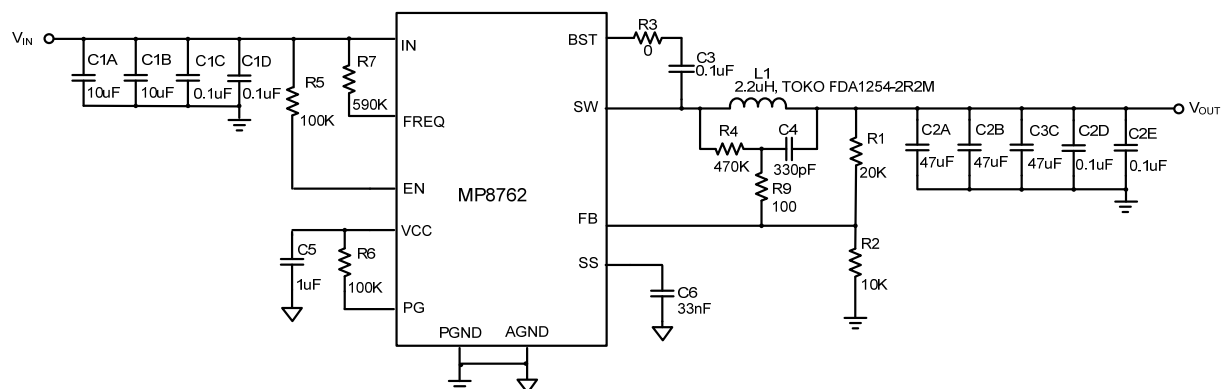 VIN
C1A
10uF
C1B
10uF
C1C
0.1uF
C1D
0.1uF
R5
100K
R7
590K
IN
FREQ
EN
VCC
PG
C5
1uF
R6
100K
MP8762
PGND
AGND
BST
SW
FB
SS
R3
0
C3
0.1uF
L1
2.2uH, TOKO FDA1254-2R2M
R4
470K
C4
330pF
R9
100
R1
20K
R2
10K
C6
33nF
C2A
47uF
C2B
47uF
C3C
47uF
C2D
0.1uF
C2E
0.1uF
VOUT